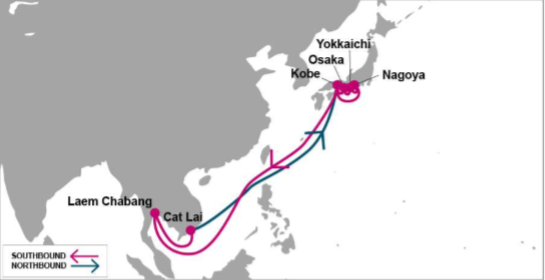 Yokkaichi
Osaka
Kobe
Nagoya
Laem Chabang
Cat Lai
SOUTHBOUND
NORTHBOUND